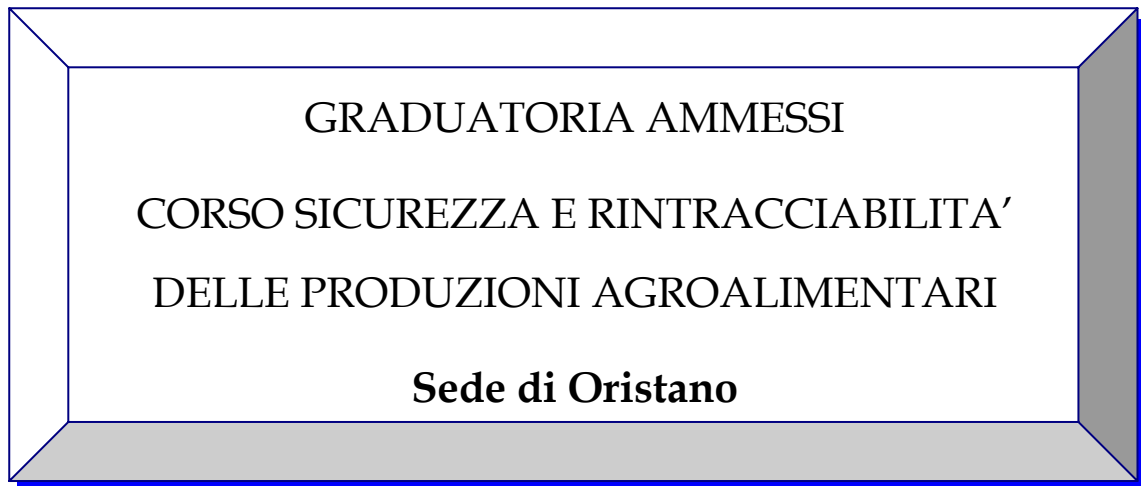 GRADUATORIA AMMESSI
CORSO SICUREZZA E RINTRACCIABILITA’
DELLE PRODUZIONI AGROALIMENTARI
Sede di Oristano